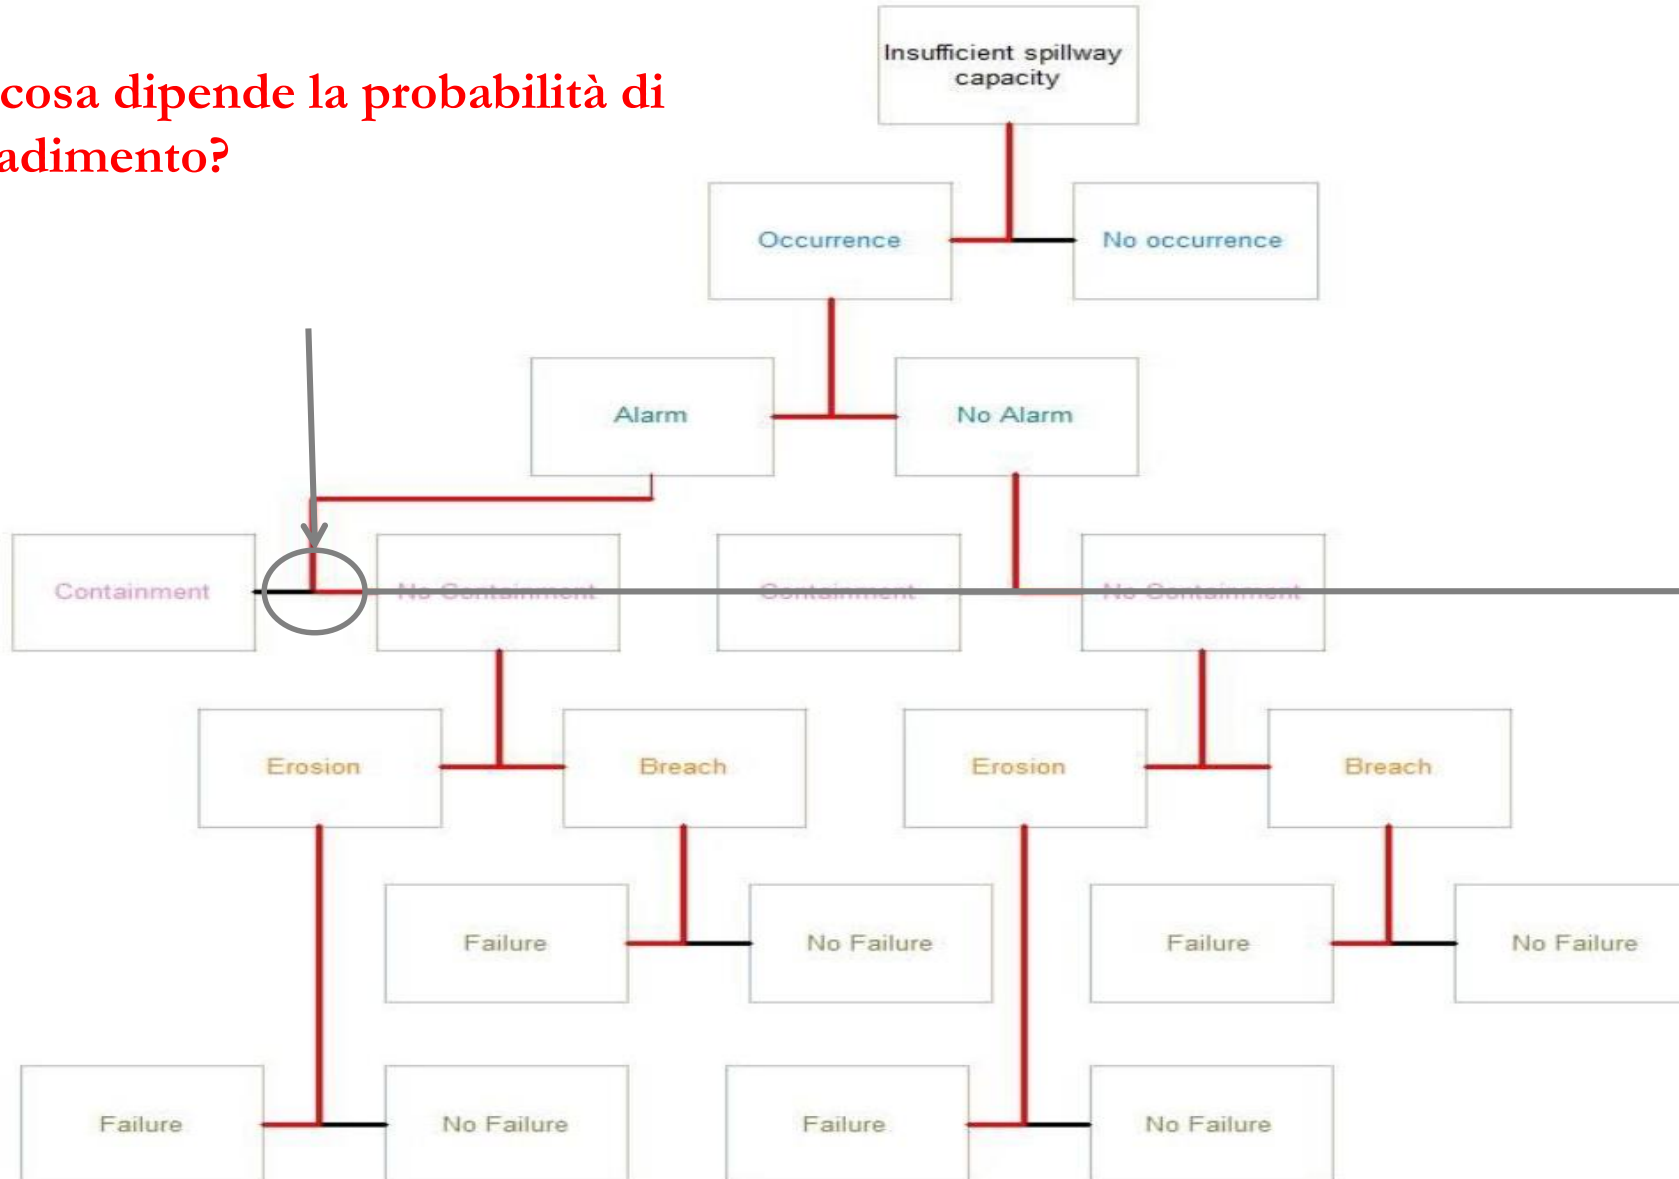 cosa dipende la probabilità di
adimento?
Insufficient spillway
capacity
Occurrence
No occurrence
Alarm
No Alarm
Containment
No Containment
Containment
No Containment
Erosion
Breach
Erosion
Breach
Failure
No Failure
Failure
No Failure
Failure
No Failure
Failure
No Failure